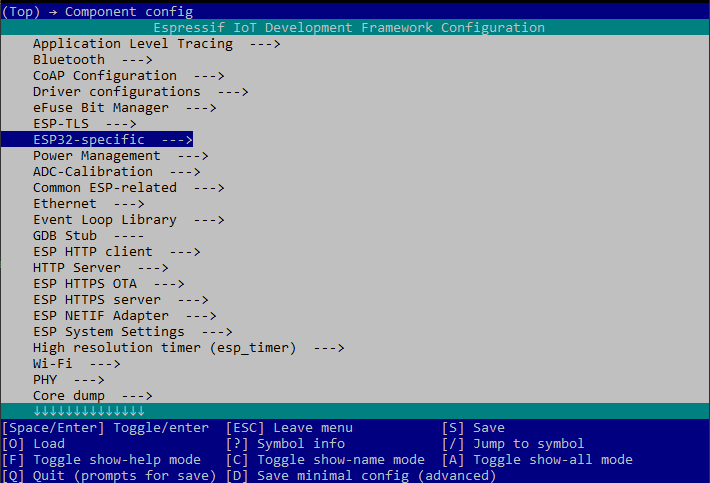 (Top) → Component config
Espressif IoT Development Framework Configuration
Application Level Tracing  --->
Bluetooth  --->
CoAP Configuration  --->
Driver configurations  --->
eFuse Bit Manager  --->
ESP-TLS  --->
ESP32-specific  --->
Power Management  --->
ADC-Calibration  --->
Common ESP-related  --->
Ethernet  --->
Event Loop Library  --->
GDB Stub  ----
ESP HTTP client  --->
HTTP Server  --->
ESP HTTPS OTA  --->
ESP HTTPS server  --->
ESP NETIF Adapter  --->
ESP System Settings  --->
High resolution timer (esp_timer)  --->
Wi-Fi  --->
PHY  --->
Core dump  --->
↓↓↓↓↓↓↓↓↓↓↓↓↓↓
[Space/Enter] Toggle/enter  [ESC] Leave menu           [S] Save
[O] Load                    [?] Symbol info            [/] Jump to symbol
[F] Toggle show-help mode   [C] Toggle show-name mode  [A] Toggle show-all mode
[Q] Quit (prompts for save) [D] Save minimal config (advanced)